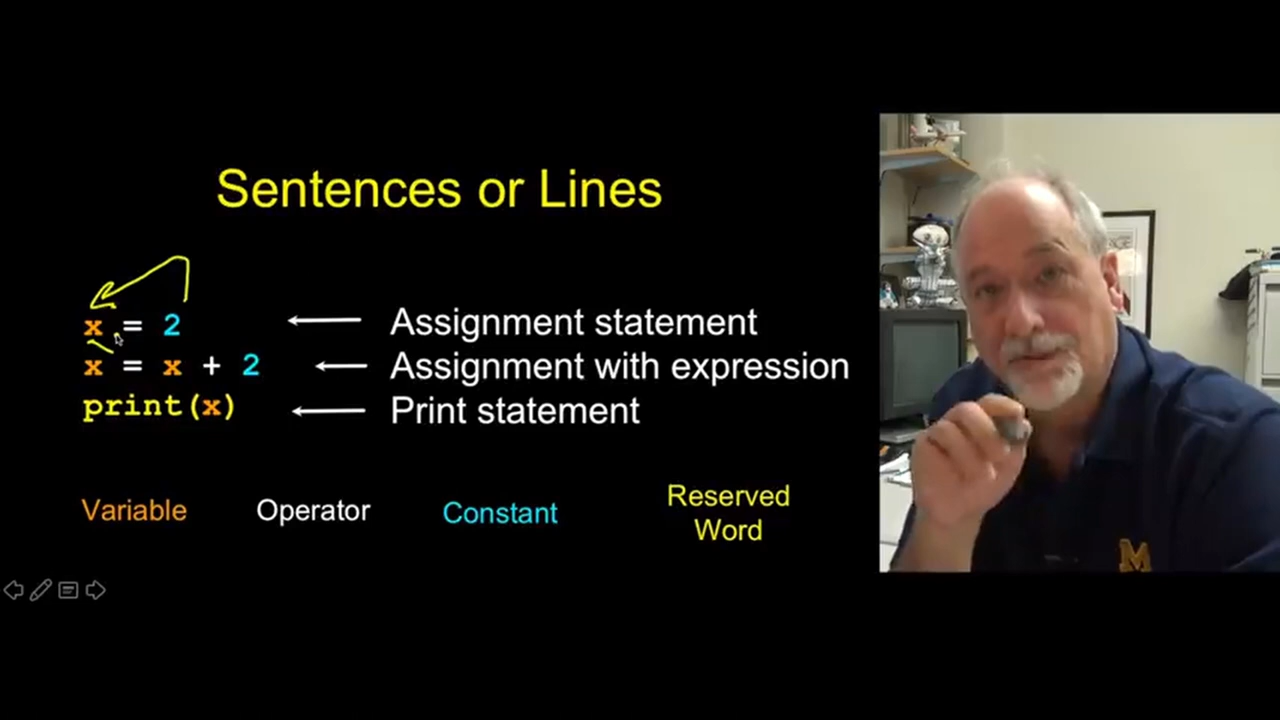 Sentences or Lines
x = 2
Assignment statement
x = x + 2
Assignment with expression
print(x)
Print statement
Variable
Operator
Constant
Reserved
Word
M